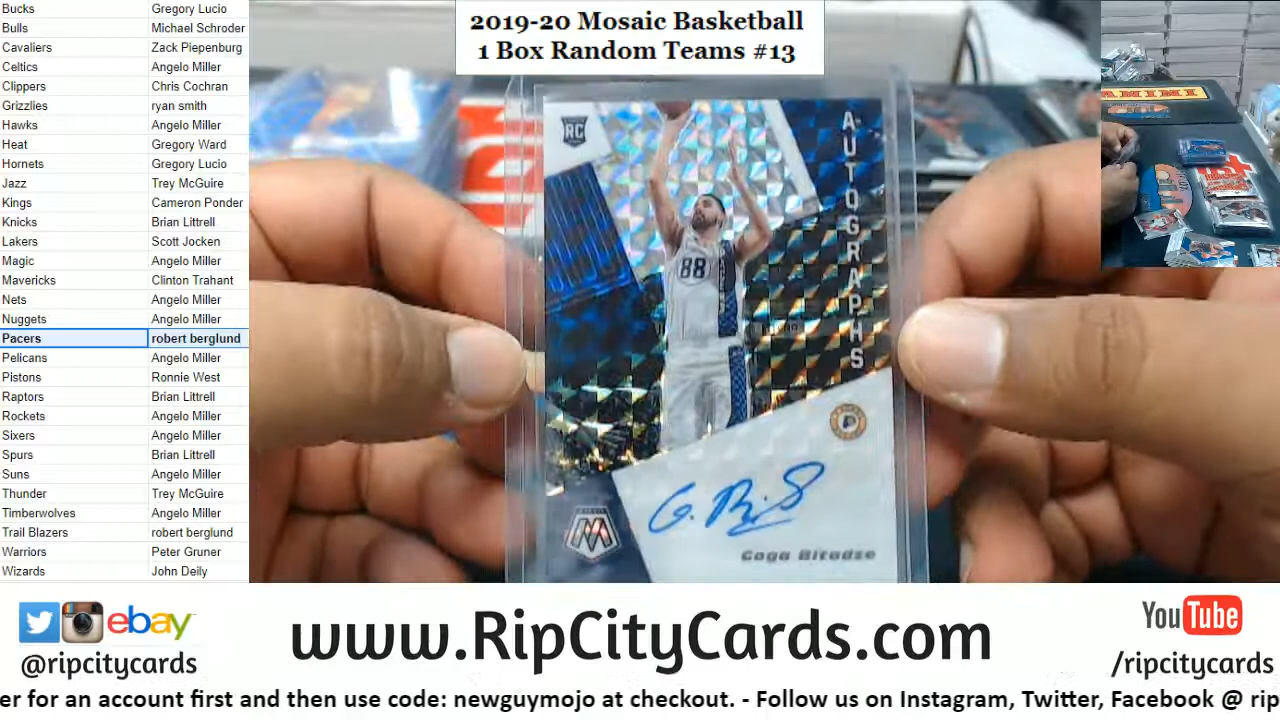 2019-20 Mosaic Basketball
1 Box Random Teams #13
Bucks Gregory Lucio
Bulls Michael Schroder
Cavaliers Zack Piepenburg
Celtics Angelo Miller
Clippers Chris Cochran
Grizzlies ryan smith
Hawks Angelo Miller
Heat Gregory Ward
Hornets Gregory Lucio
Jazz Trey McGuire
Kings Cameron Ponder
Knicks Brian Littrell
Lakers Scott Jocken
Magic Angelo Miller
Mavericks Clinton Trahant
Nets Angelo Miller
Nuggets Angelo Miller
Pacers robert berglund
Pelicans Angelo Miller
Pistons Ronnie West
Raptors Brian Littrell
Rockets Angelo Miller
Sixers Angelo Miller
Spurs Brian Littrell
Suns Angelo Miller
Thunder Trey McGuire
Timberwolves Angelo Miller
Trail Blazers robert berglund
Warriors Peter Gruner
Wizards John Deily
RC
AUTOGRAPHS
88
Goga Bitadze
PANINI
ebay
@ripcitycards
www.RipCityCards.com
YouTube
/ripcitycards
er for an account first and then use code: newguymojo at checkout. - Follow us on Instagram, Twitter, Facebook @ rip